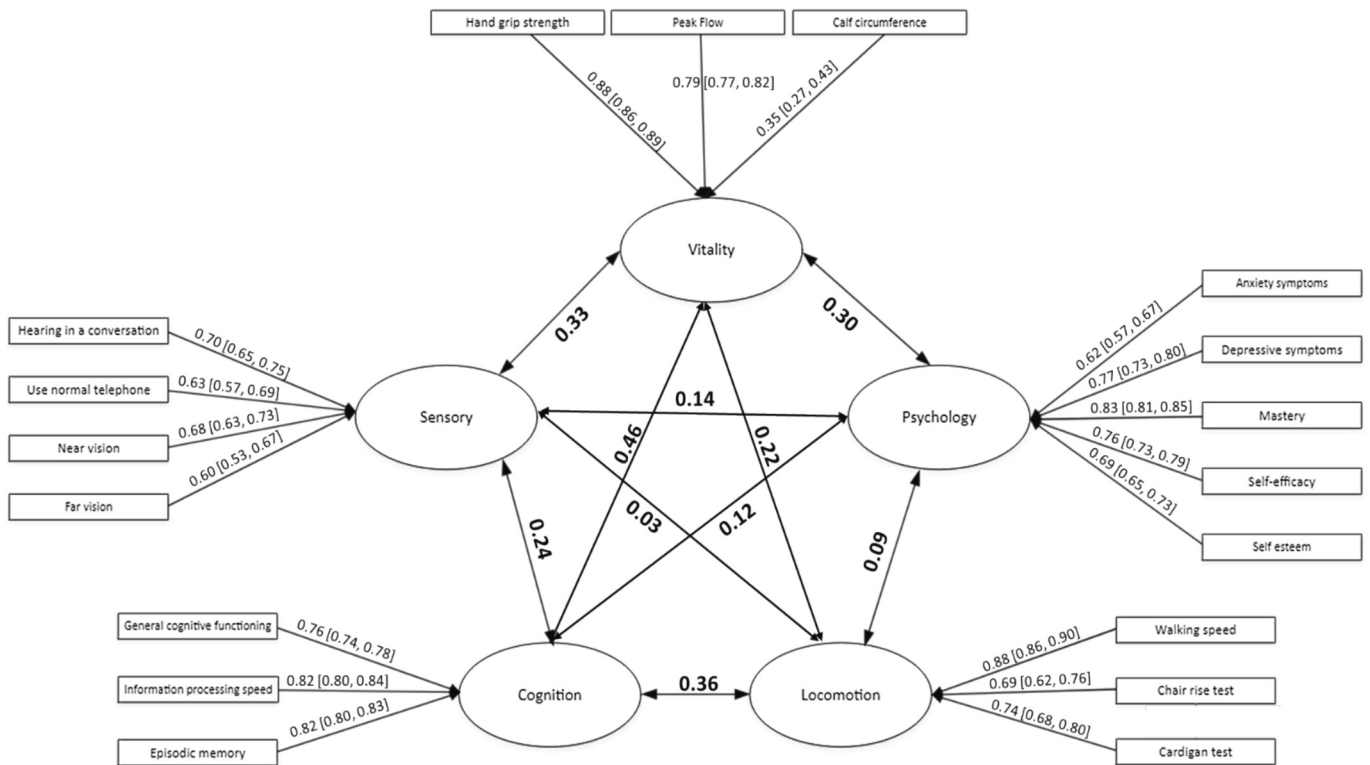 Hand grip strength
Peak Flow
Calf circumference
0.88 [0.86, 0.89]
0.79 [0.77, 0.82]
0.35 [0.27, 0.43]
Vitality
0.33
0.30
Hearing in a conversation
Use normal telephone
Near vision
Far vision
0.70 [0.65, 0.75]
0.63 [0.57, 0.69]
0.68 [0.63, 0.73]
0.60 [0.53, 0.67]
Sensory
0.14
0.46
0.22
0.03
0.12
0.24
0.09
Psychology
0.62 [0.57, 0.67]
0.77 [0.73, 0.80]
0.83 [0.81, 0.85]
0.76 [0.73, 0.79]
0.69 [0.65, 0.73]
Anxiety symptoms
Depressive symptoms
Mastery
Self-efficacy
Self esteem
General cognitive functioning
Information processing speed
Episodic memory
0.76 [0.74, 0.78]
0.82 [0.80, 0.84]
0.82 [0.80, 0.83]
Cognition
0.36
Locomotion
0.88 [0.86, 0.90]
0.69 [0.62, 0.76]
0.74 [0.68, 0.80]
Walking speed
Chair rise test
Cardigan test